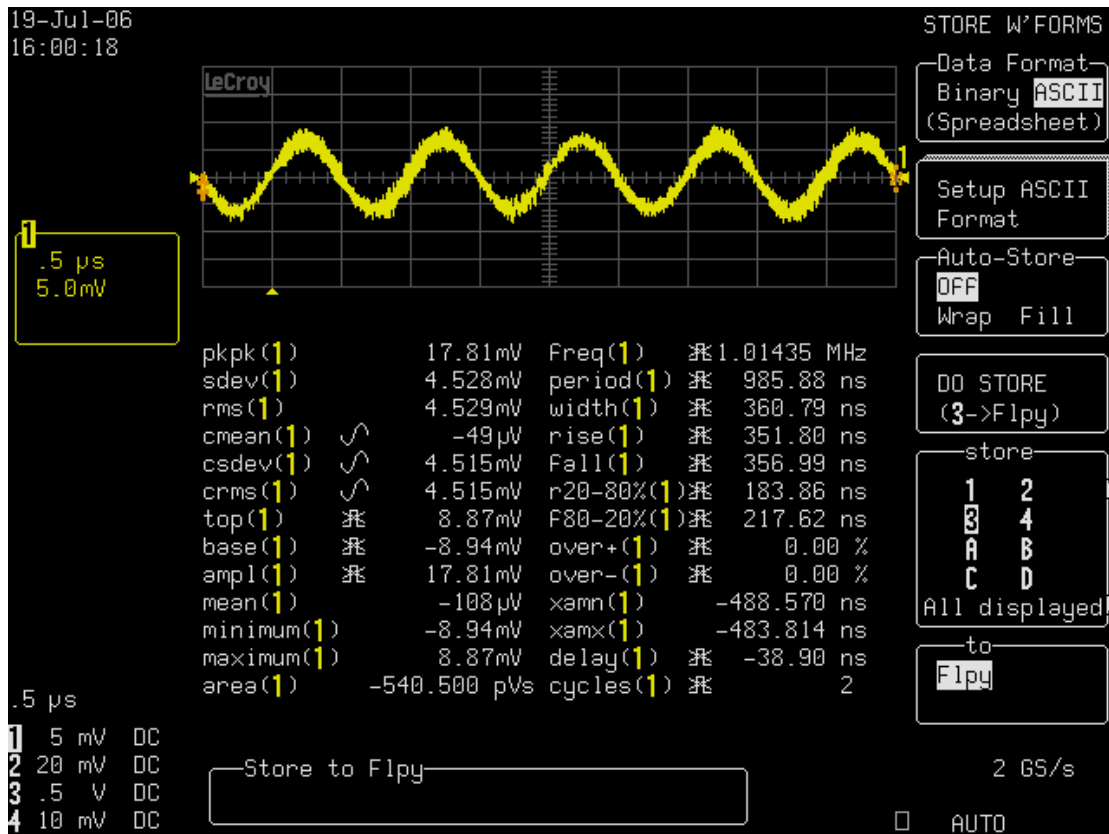 19-Jul-06
16:00:18
LeCroy
1
1
.5 µs
5.0mV
pkpk(1) 17.81mV Freq(1) 1.01435 MHz
sdev(1) 4.528mV period(1) 985.88 ns
rms(1) 4.529mV width(1) 360.79 ns
cmean(1) -49µV rise(1) 351.80 ns
csdev(1) 4.515mV Fall(1) 356.99 ns
crms(1) 4.515mV r20-80%(1) 183.86 ns
top(1) 8.87mV F80-20%(1) 217.62 ns
base(1) -8.94mV over+(1) 0.00 %
ampl(1) 17.81mV over-(1) 0.00 %
mean(1) -108µV xamn(1) -488.570 ns
minimum(1) -8.94mV xamx(1) -483.814 ns
maximum(1) 8.87mV delay(1) -38.90 ns
area(1) -540.500 pVs cycles(1) 2
.5 µs
1 5 mV DC
2 20 mV DC
3 .5 V DC
4 10 mV DC
Store to Flpy
STORE W'FORMS
Data Format
Binary ASCII
(Spreadsheet)
Setup ASCII
Format
Auto-Store
OFF
Wrap Fill
DO STORE
(3->Flpy)
store
1 2
3 4
A B
C D
All displayed
to
Flpy
2 GS/s
AUTO